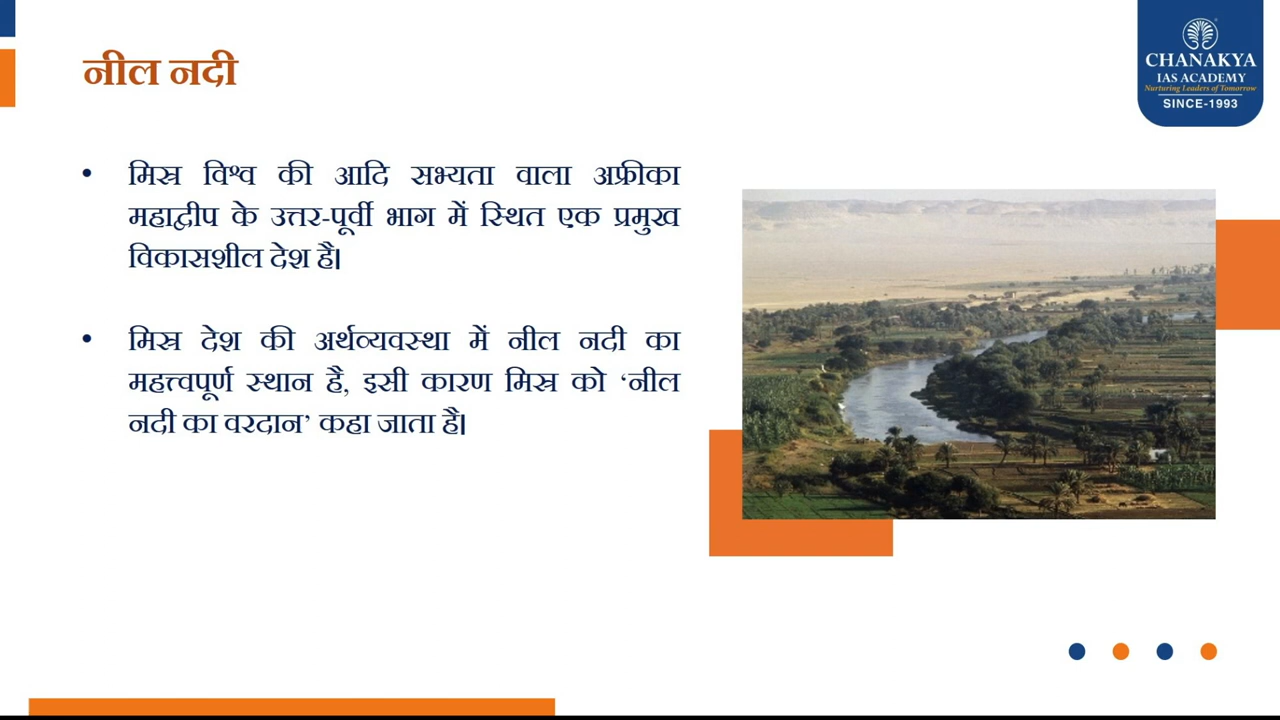 नील नदी
CHANAKYA
IAS ACADEMY
Nurturing Leaders of Tomorrow
SINCE-1993
• मिस्र विश्व की आदि सभ्यता वाला अफ्रीका
महाद्वीप के उत्तर-पूर्वी भाग में स्थित एक प्रमुख
विकासशील देश है।
• मिस्र देश की अर्थव्यवस्था में नील नदी का
महत्त्वपूर्ण स्थान है, इसी कारण मिस्र को ‘नील
नदी का वरदान’ कहा जाता है।